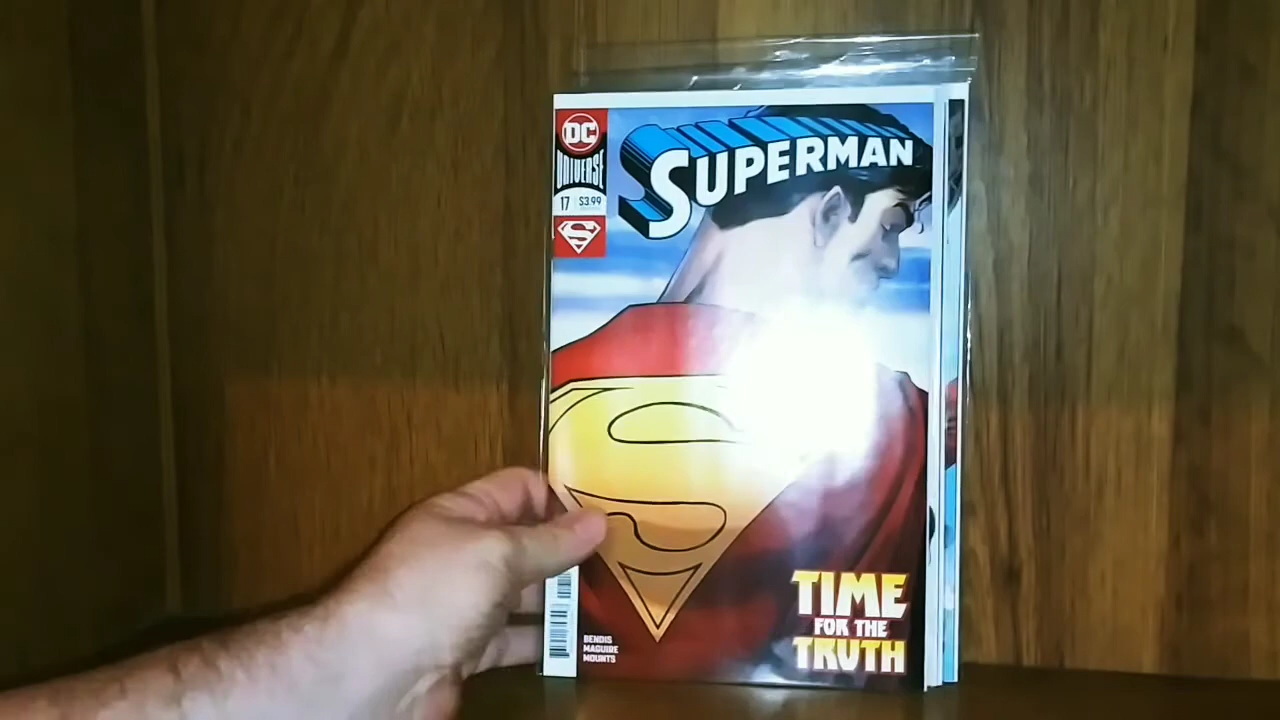 DC
UNIVERSE
17 $3.99
SUPERMAN
BENDIS
MAGUIRE
MOUNTS
TIME
FOR THE
TRUTH